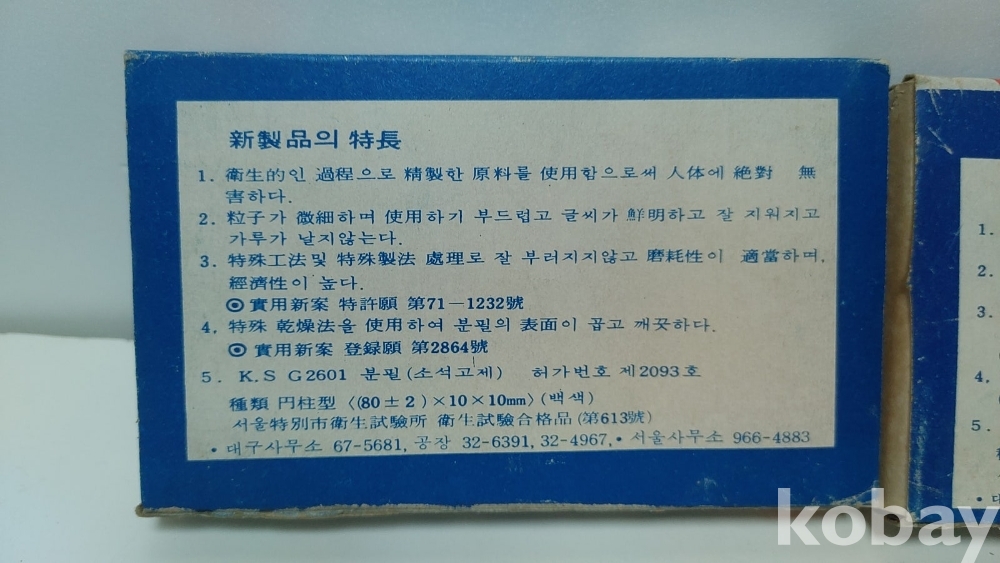 新製品의 特長
1. 衛生的인 過程으로 精製한 原料를 使用함으로써 人体에 絶對 無
害하다.
2. 粒子가 微細하며 使用하기 부드럽고 글씨가 鮮明하고 잘 지워지고
가루가 날지않는다.
3. 特殊工法및 特殊製法 處理로 잘 부러지지않고 磨耗性이 適當하며,
經濟性이 높다.
◎ 實用新案 特許願 第71－1232號
4. 特殊 乾燥法을 使用하여 분필의 表面이 곱고 깨끗하다.
◎ 實用新案 登録願 第2864號
5. K.S G2601 분필(소석고제) 허가번호 제2093호
種類 円柱型 〈(80±2)×10×10mm〉(백색)
서울特別市衛生試驗所 衛生試驗合格品(第613號)
• 대구사무소 67-5681, 공장 32-6391, 32-4967, • 서울사무소 966-4883
1.
2.
3.
4.
5.
kobay